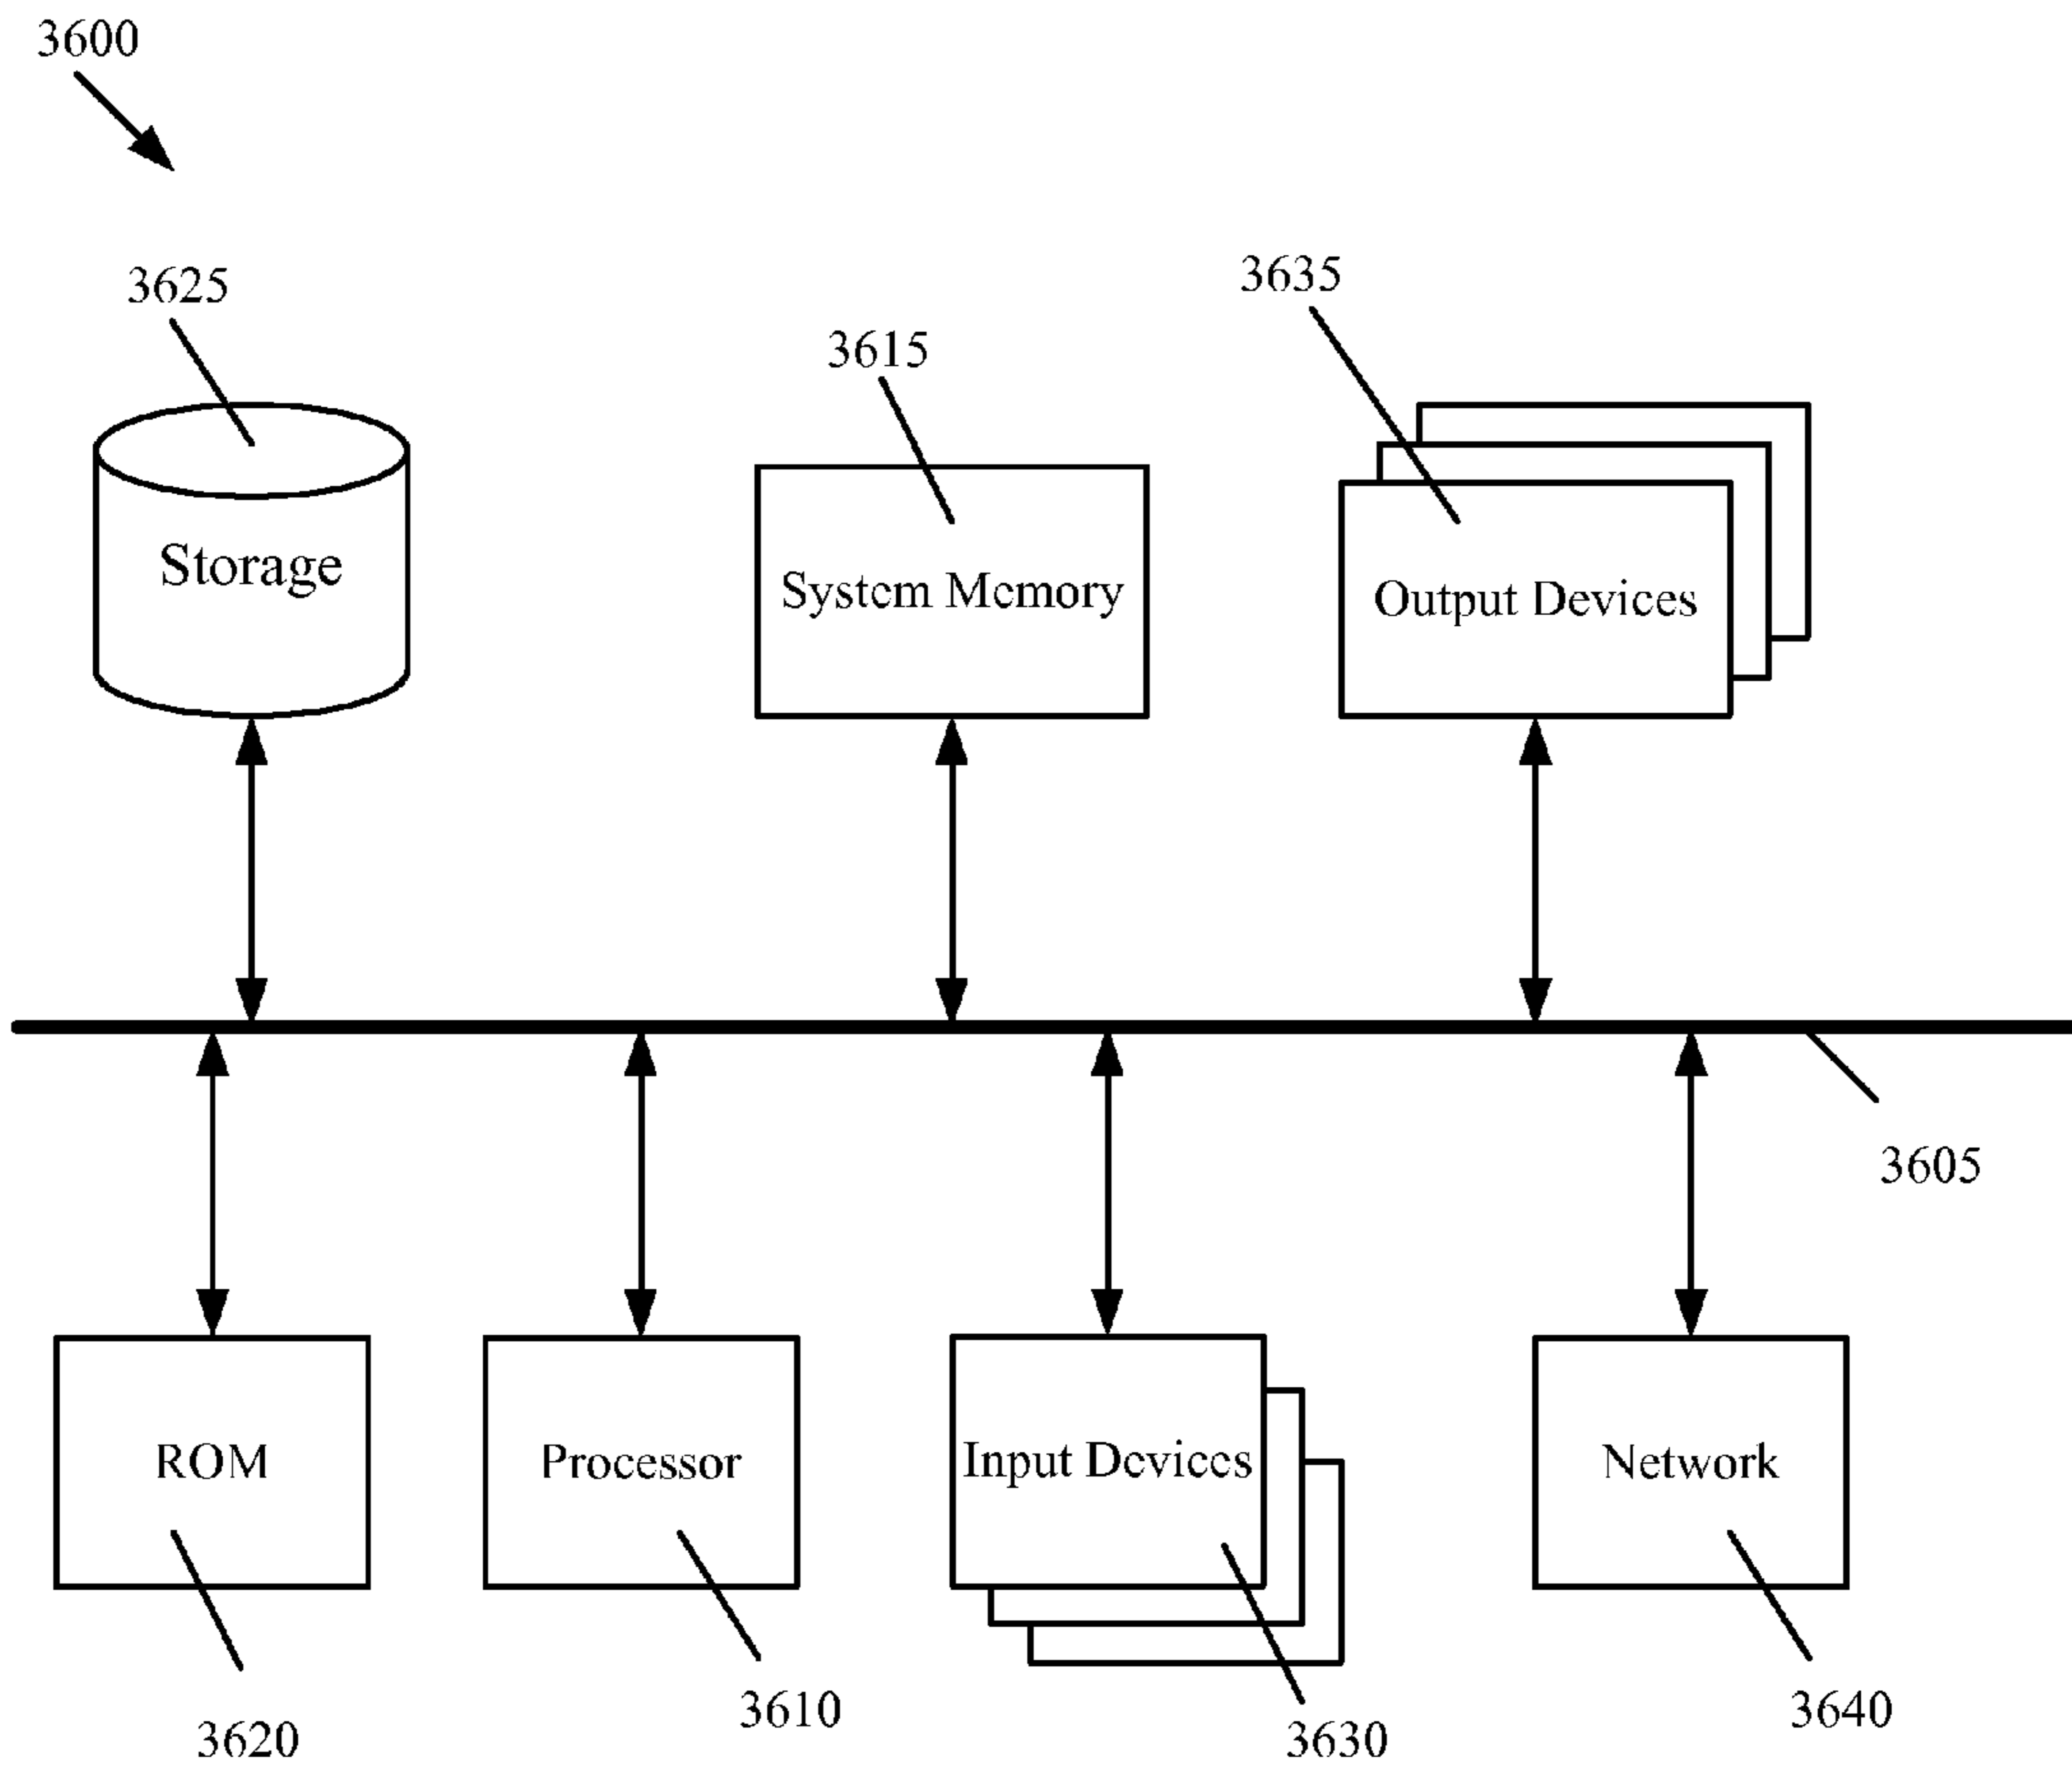 3600
3625
3635
3615
Storage
System Memory
Output Devices
3605
ROM
Processor
Input Devices
Network
3620
3610
3630
3640